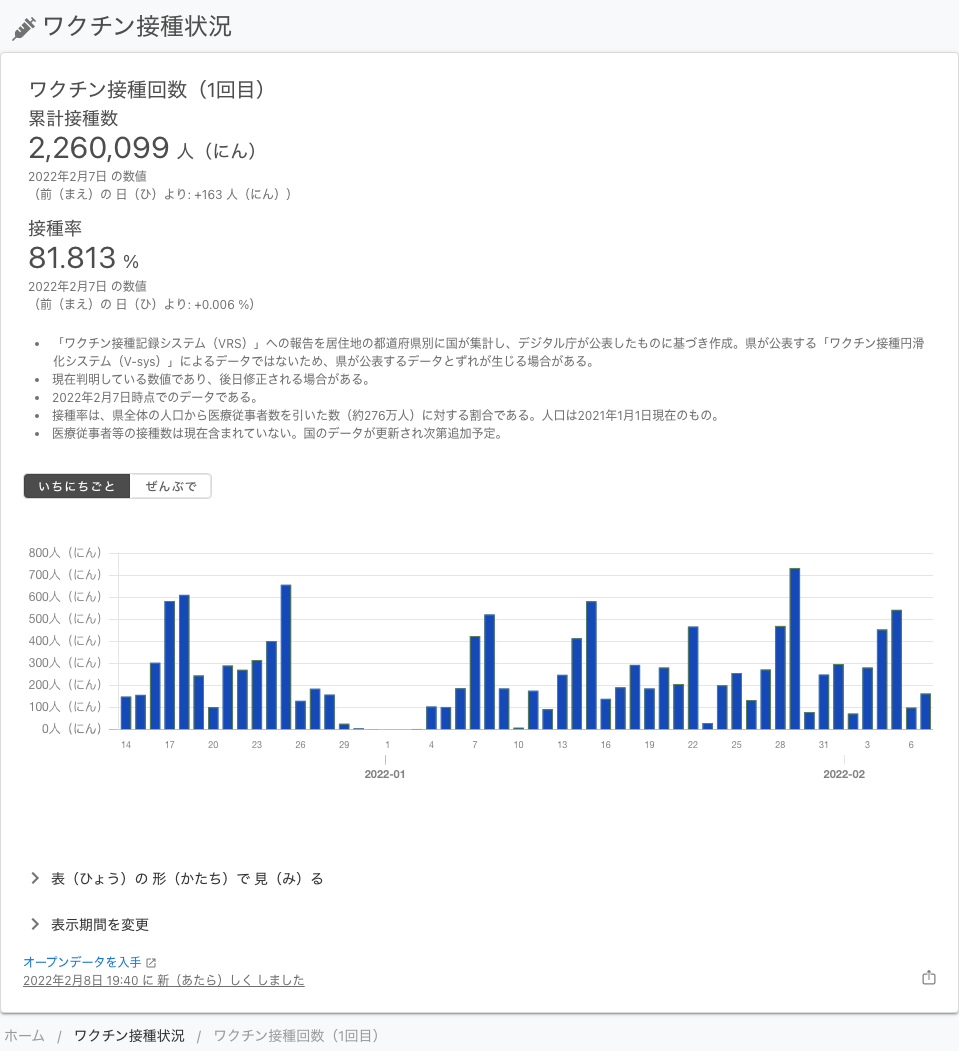 ワクチン接種状況
ワクチン接種回数（1回目）
累計接種数
2,260,099 人（にん）
2022年2月7日 の数値
（前（まえ）の 日（ひ）より: +163 人（にん））
接種率
81.813 %
2022年2月7日 の数値
（前（まえ）の 日（ひ）より: +0.006 %）
• 「ワクチン接種記録システム（VRS）」への報告を居住地の都道府県別に国が集計し、デジタル庁が公表したものに基づき作成。県が公表する「ワクチン接種円滑
化システム（V-sys）」によるデータではないため、県が公表するデータとずれが生じる場合がある。
• 現在判明している数値であり、後日修正される場合がある。
• 2022年2月7日時点でのデータである。
• 接種率は、県全体の人口から医療従事者数を引いた数（約276万人）に対する割合である。人口は2021年1月1日現在のもの。
• 医療従事者等の接種数は現在含まれていない。国のデータが更新され次第追加予定。
いちにちごと ぜんぶで
800人（にん）
700人（にん）
600人（にん）
500人（にん）
400人（にん）
300人（にん）
200人（にん）
100人（にん）
0人（にん）
14 17 20 23 26 29 1 4 7 10 13 16 19 22 25 28 31 3 6
2022-01 2022-02
表（ひょう）の 形（かたち）で 見（み）る
表示期間を変更
オープンデータを入手
2022年2月8日 19:40 に 新（あたら）しく しました
ホーム / ワクチン接種状況 / ワクチン接種回数（1回目）